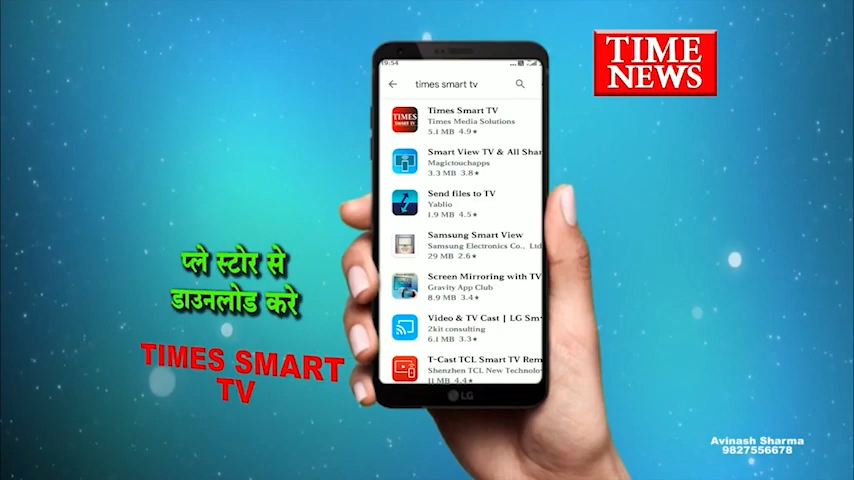 TIME
NEWS
19:54
times smart tv
Times Smart TV
Times Media Solutions
5.1 MB 4.9★
Smart View TV & All Shar
Magictouchapps
3.3 MB 3.8★
Send files to TV
Yablio
1.9 MB 4.5★
Samsung Smart View
Samsung Electronics Co., Ltd
29 MB 2.6★
Screen Mirroring with TV
Gravity App Club
8.9 MB 3.4★
Video & TV Cast | LG Sm
2kit consulting
6.1 MB 3.3★
T-Cast TCL Smart TV Rem
Shenzhen TCL New Technolo
11 MB 4.4★
LG
TIMES
SMART TV
प्ले स्टोर से
डाउनलोड करे
TIMES SMART
TV
Avinash Sharma
9827556678